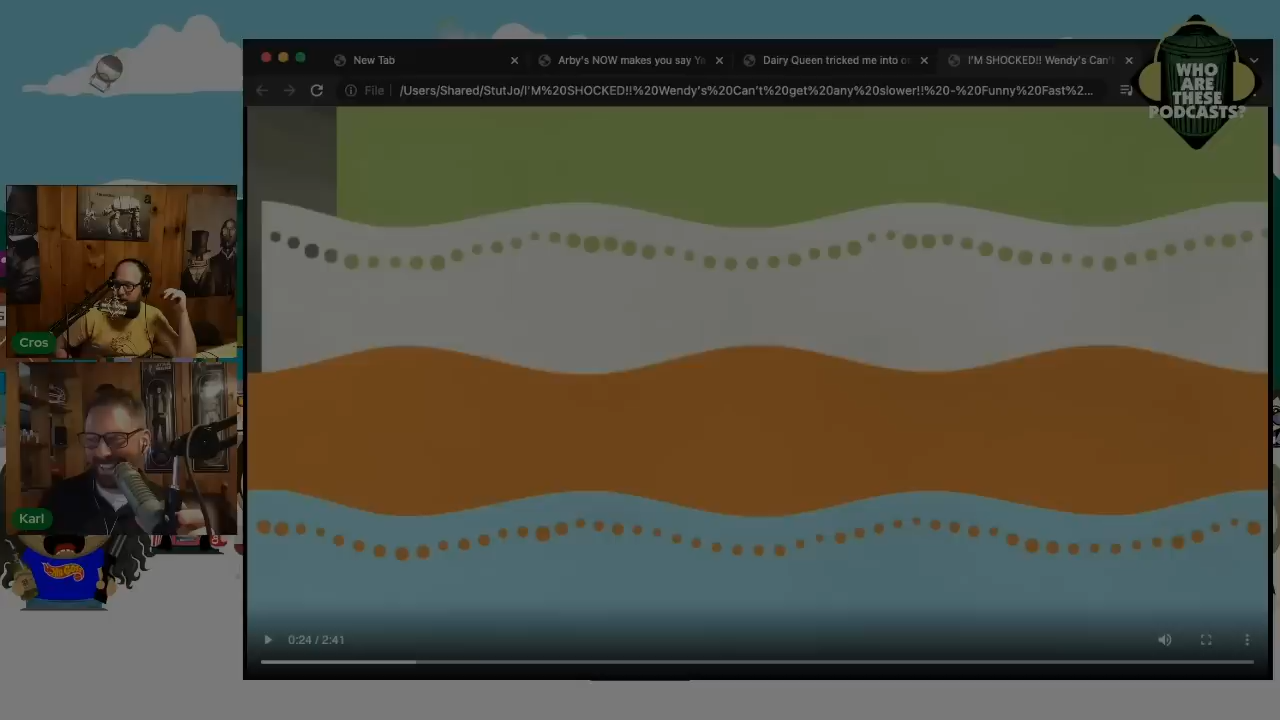 New Tab
Arby's NOW makes you say
Dairy Queen tricked me into
I'M SHOCKED!! Wendy's Can't
File
/Users/Shared/StutJo/I'M%20SHOCKED!!%20Wendy's%20Can't%20get%20any%20slower!!%20-%20Funny%20Fast%2...
WHO
ARE
THESE
PODCASTS?
Cros
Karl
0:24 / 2:41